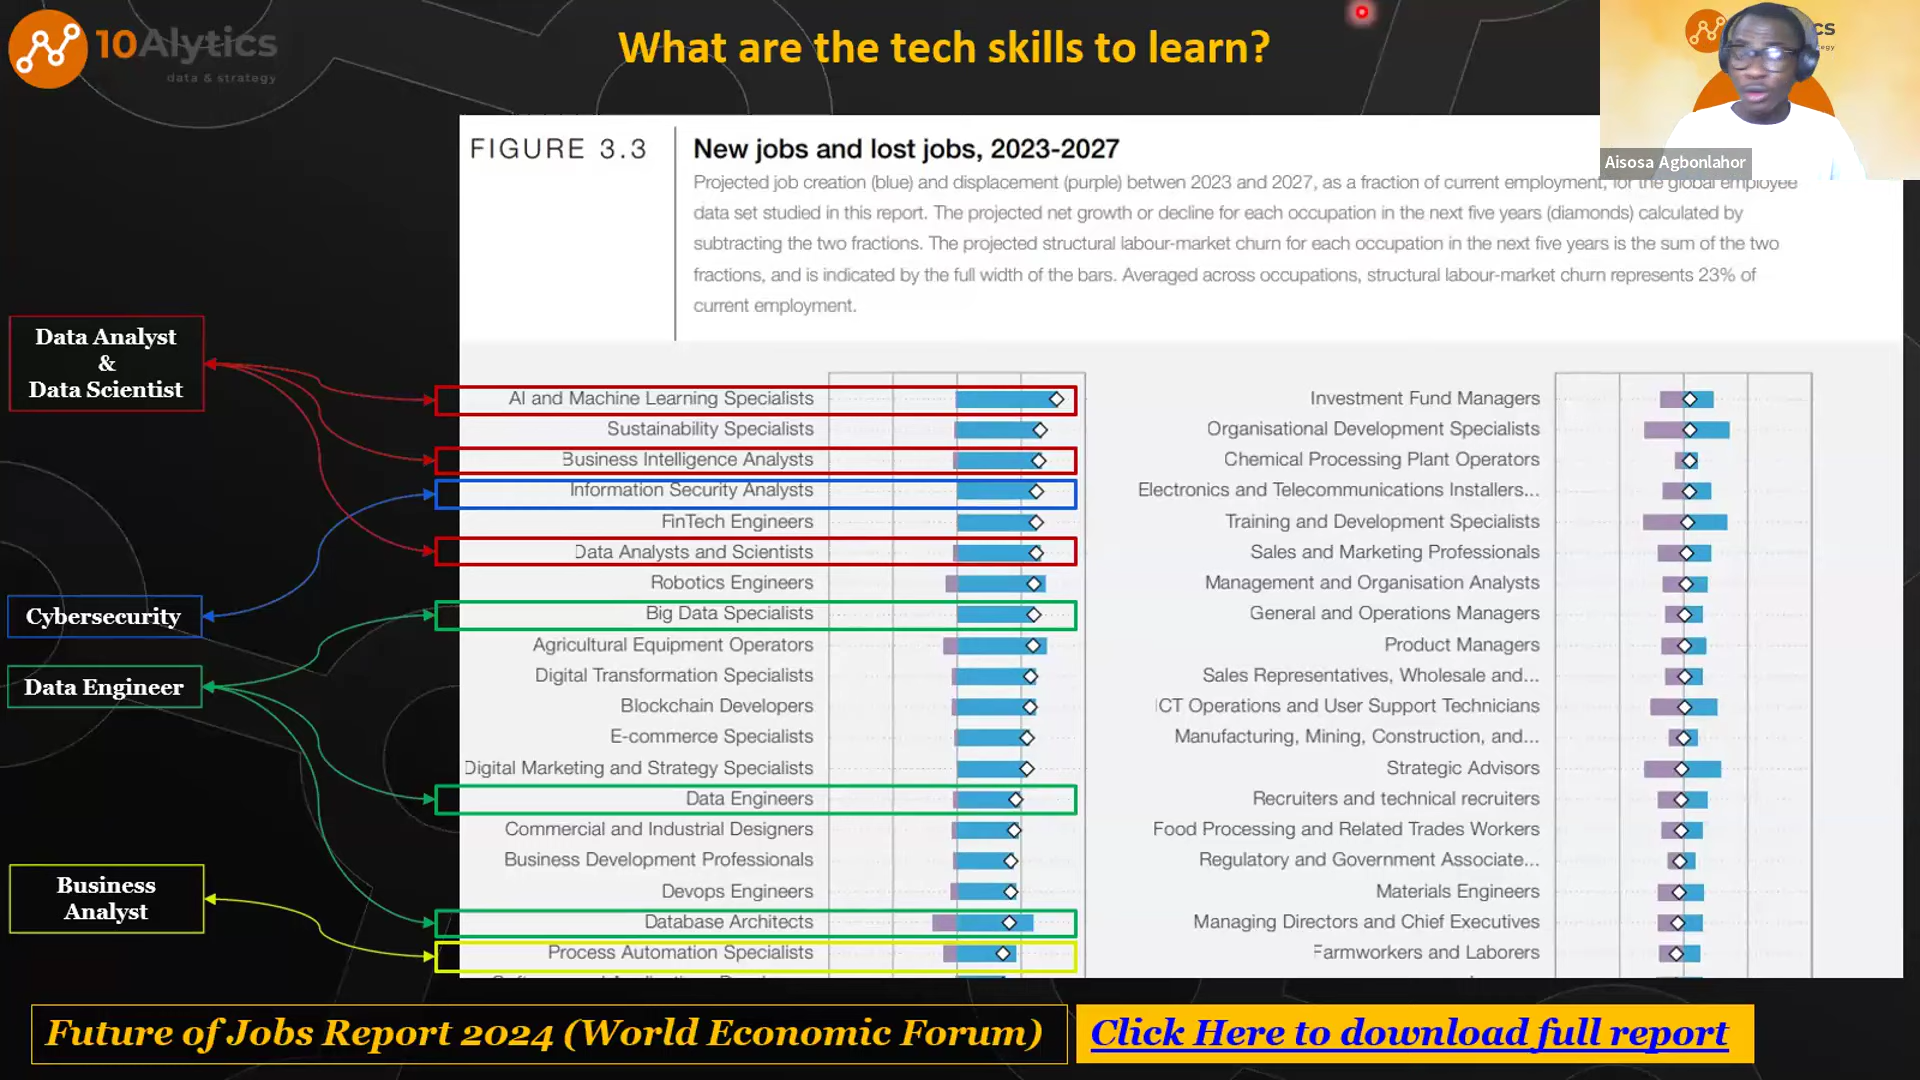 10Alytics
data & strategy
What are the tech skills to learn?
Aisosa Agbonlahor
FIGURE 3.3
New jobs and lost jobs, 2023-2027
Projected job creation (blue) and displacement (purple) betwen 2023 and 2027, as a fraction of current employment, for the global employee
data set studied in this report. The projected net growth or decline for each occupation in the next five years (diamonds) calculated by
subtracting the two fractions. The projected structural labour-market churn for each occupation in the next five years is the sum of the two
fractions, and is indicated by the full width of the bars. Averaged across occupations, structural labour-market churn represents 23% of
current employment.
Data Analyst
&
Data Scientist
Cybersecurity
Data Engineer
Business
Analyst
AI and Machine Learning Specialists
Sustainability Specialists
Business Intelligence Analysts
Information Security Analysts
FinTech Engineers
Data Analysts and Scientists
Robotics Engineers
Big Data Specialists
Agricultural Equipment Operators
Digital Transformation Specialists
Blockchain Developers
E-commerce Specialists
Digital Marketing and Strategy Specialists
Data Engineers
Commercial and Industrial Designers
Business Development Professionals
Devops Engineers
Database Architects
Process Automation Specialists
Investment Fund Managers
Organisational Development Specialists
Chemical Processing Plant Operators
Electronics and Telecommunications Installers...
Training and Development Specialists
Sales and Marketing Professionals
Management and Organisation Analysts
General and Operations Managers
Product Managers
Sales Representatives, Wholesale and...
ICT Operations and User Support Technicians
Manufacturing, Mining, Construction, and...
Strategic Advisors
Recruiters and technical recruiters
Food Processing and Related Trades Workers
Regulatory and Government Associate...
Materials Engineers
Managing Directors and Chief Executives
Farmworkers and Laborers
Future of Jobs Report 2024 (World Economic Forum)
Click Here to download full report